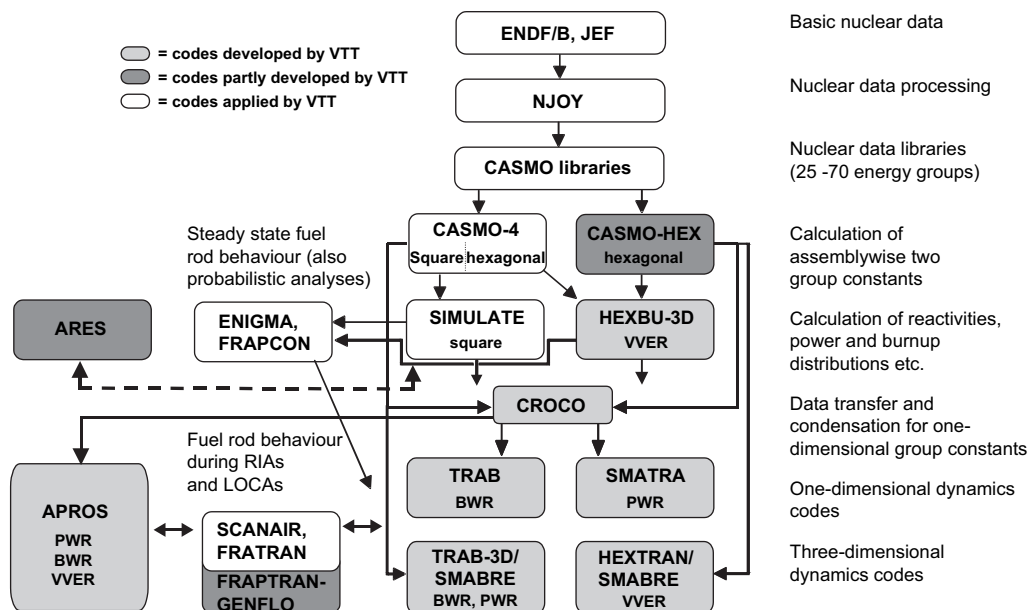 ENDF/B, JEF
Basic nuclear data
= codes developed by VTT
= codes partly developed by VTT
= codes applied by VTT
NJOY
Nuclear data processing
CASMO libraries
Nuclear data libraries
(25 -70 energy groups)
CASMO-4
Square hexagonal
CASMO-HEX
hexagonal
Calculation of
assemblywise two
group constants
Steady state fuel
rod behaviour (also
probabilistic analyses)
ARES
ENIGMA,
FRAPCON
SIMULATE
square
HEXBU-3D
VVER
Calculation of reactivities,
power and burnup
distributions etc.
CROCO
Data transfer and
condensation for one-
dimensional group constants
Fuel rod behaviour
during RIAs
and LOCAs
TRAB
BWR
SMATRA
PWR
One-dimensional dynamics
codes
APROS
PWR
BWR
VVER
SCANAIR,
FRATRAN
FRAPTRAN-
GENFLO
TRAB-3D/
SMABRE
BWR, PWR
HEXTRAN/
SMABRE
VVER
Three-dimensional
dynamics codes